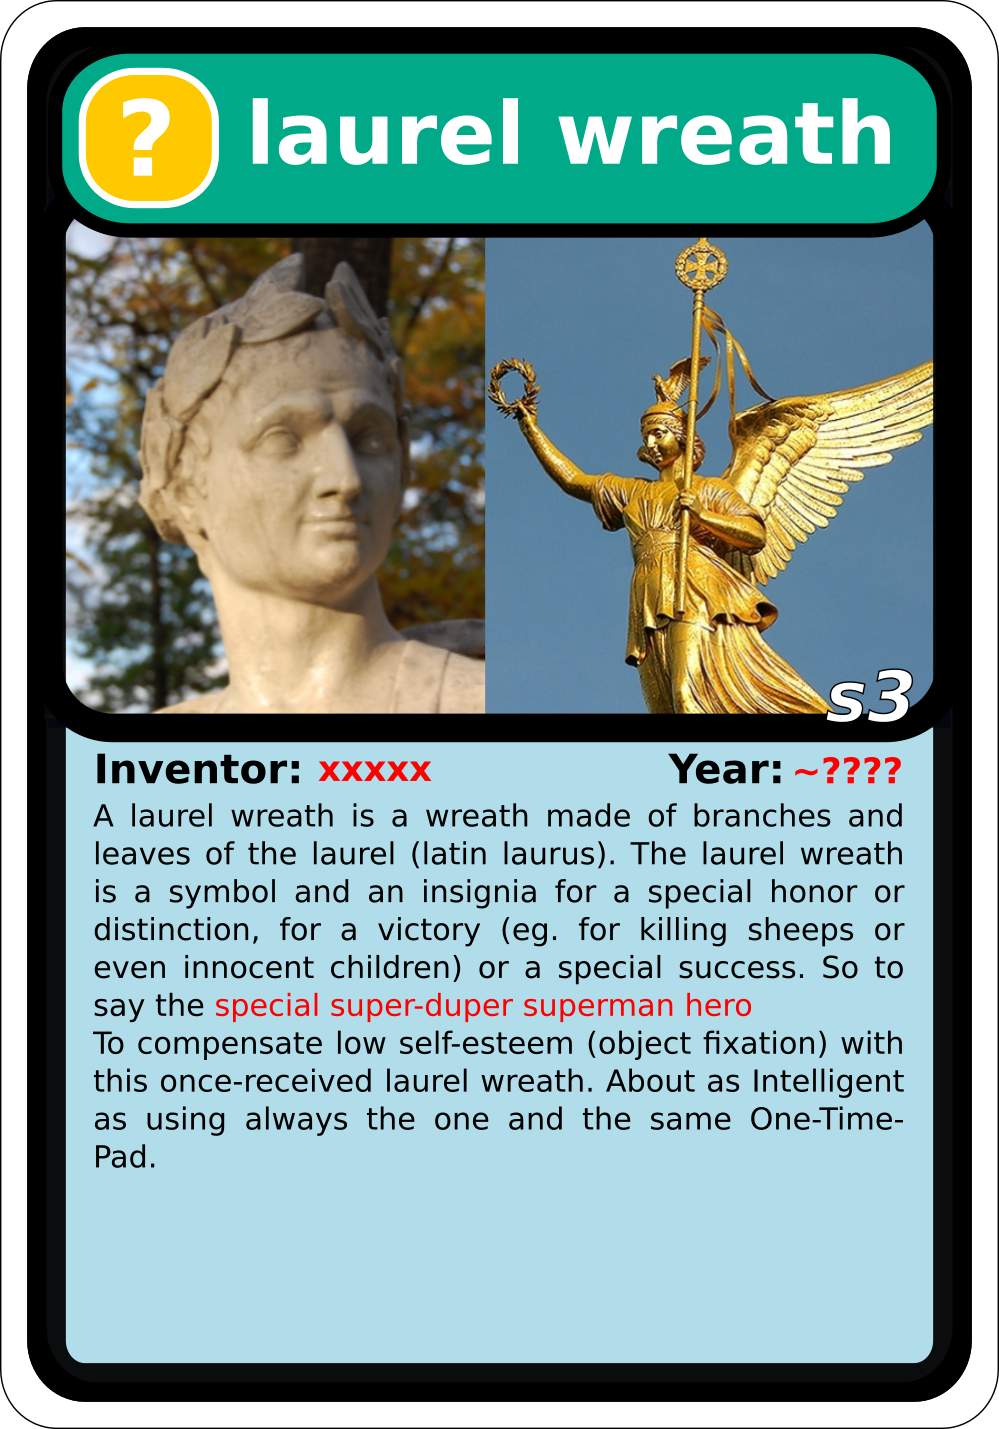 ? laurel wreath
s3
Inventor: xxxxx Year: ~????
A laurel wreath is a wreath made of branches and
leaves of the laurel (latin laurus). The laurel wreath
is a symbol and an insignia for a special honor or
distinction, for a victory (eg. for killing sheeps or
even innocent children) or a special success. So to
say the special super-duper superman hero
To compensate low self-esteem (object fixation) with
this once-received laurel wreath. About as Intelligent
as using always the one and the same One-Time-
Pad.